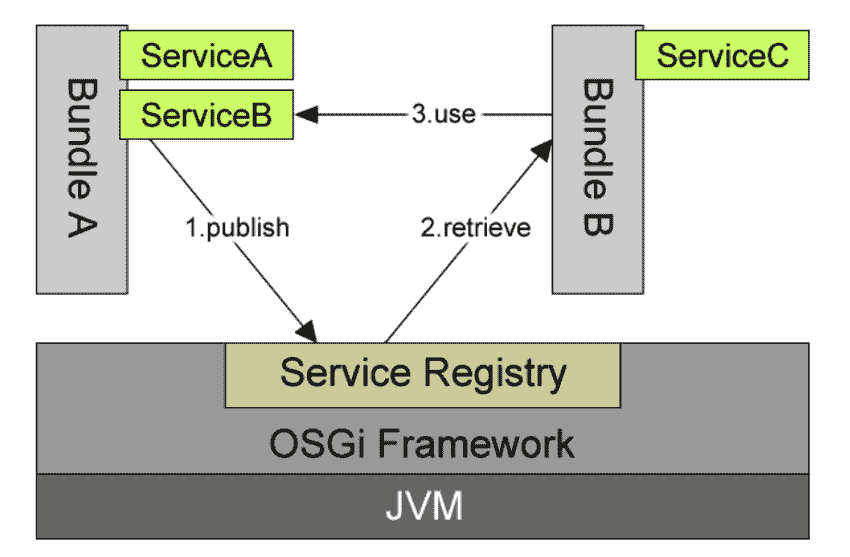 ServiceA
ServiceB
Bundle A
3.use
ServiceC
Bundle B
1.publish
2.retrieve
Service Registry
OSGi Framework
JVM